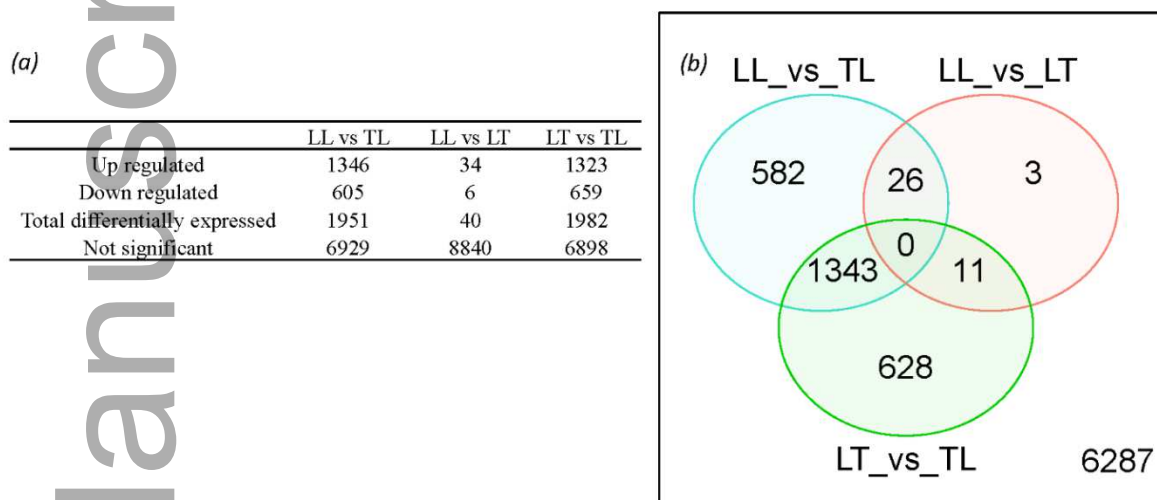 lanuscr
(a)
LL vs TL LL vs LT LT vs TL
Up regulated 1346 34 1323
Down regulated 605 6 659
Total differentially expressed 1951 40 1982
Not significant 6929 8840 6898
(b)
LL_vs_TL LL_vs_LT
582 26 3
0
1343 11
628
LT_vs_TL 6287